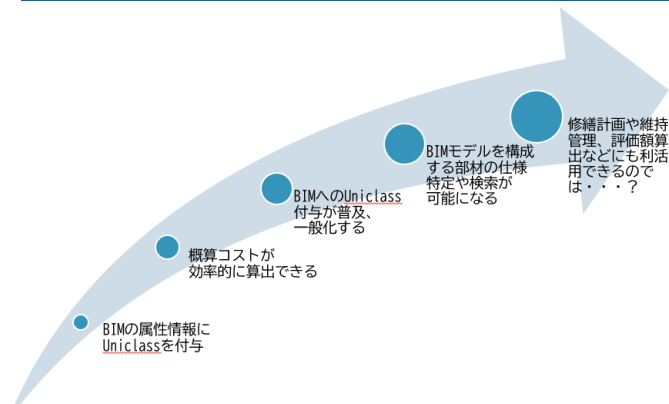 修繕計画や維持
管理、評価額算
出などにも利活
用できるので
は・・・？
BIMモデルを構成
する部材の仕様
特定や検索が
可能になる
BIMへのUniclass
付与が普及、
一般化する
概算コストが
効率的に算出できる
BIMの属性情報に
Uniclassを付与